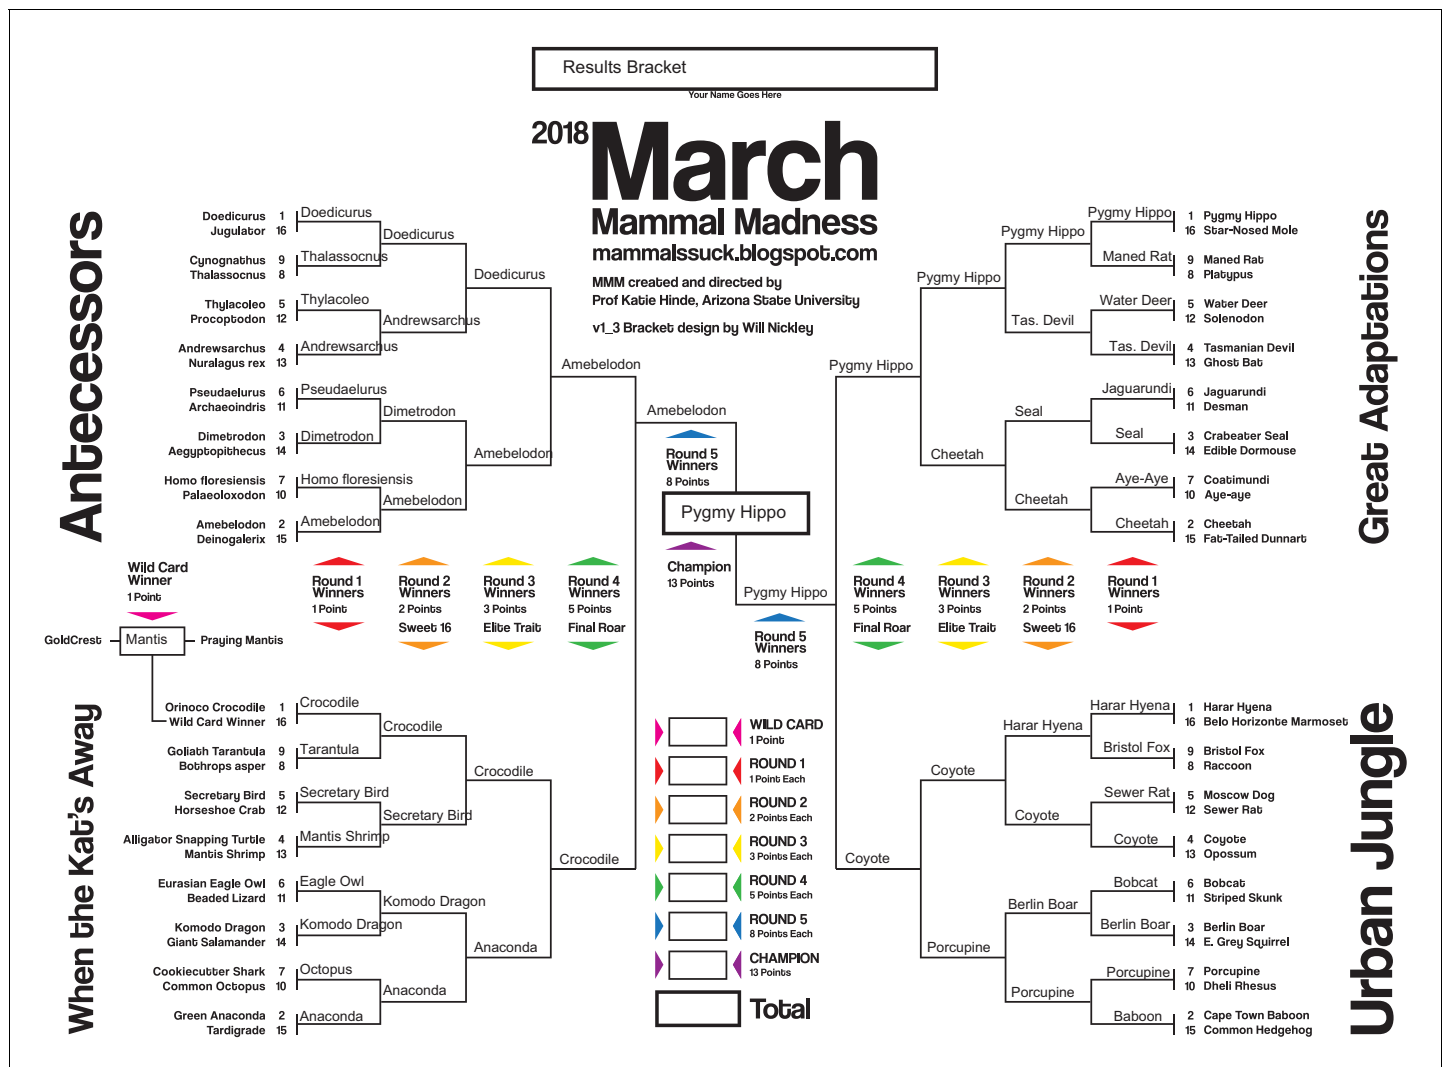 Results Bracket
Your Name Goes Here
2018 March
Mammal Madness
mammalssuck.blogspot.com
MMM created and directed by
Prof Katie Hinde, Arizona State University
v1_3 Bracket design by Will Nickley
Antecessors
Doedicurus 1
Jugulator 16
Cynognathus 9
Thalassocnus 8
Thylacoleo 5
Procoptodon 12
Andrewsarchus 4
Nuralagus rex 13
Pseudaelurus 6
Archaeoindris 11
Dimetrodon 3
Aegyptopithecus 14
Homo floresiensis 7
Palaeoloxodon 10
Amebelodon 2
Deinogalerix 15
Doedicurus
Thalassocnus
Thylacoleo
Andrewsarchus
Pseudaelurus
Dimetrodon
Homo floresiensis
Amebelodon
Doedicurus
Andrewsarchus
Dimetrodon
Amebelodon
Doedicurus
Amebelodon
Amebelodon
Amebelodon
Round 5
Winners
8 Points
Pygmy Hippo
Champion
13 Points
Pygmy Hippo
Round 5
Winners
8 Points
Great Adaptations
1 Pygmy Hippo
16 Star-Nosed Mole
9 Maned Rat
8 Platypus
5 Water Deer
12 Solenodon
4 Tasmanian Devil
13 Ghost Bat
6 Jaguarundi
11 Desman
3 Crabeater Seal
14 Edible Dormouse
7 Coatimundi
10 Aye-aye
2 Cheetah
15 Fat-Tailed Dunnart
Pygmy Hippo
Maned Rat
Water Deer
Tas. Devil
Jaguarundi
Seal
Aye-Aye
Cheetah
Pygmy Hippo
Tas. Devil
Seal
Cheetah
Pygmy Hippo
Cheetah
Pygmy Hippo
Wild Card
Winner
1 Point
GoldCrest
Mantis
Praying Mantis
Round 1
Winners
1 Point
Round 2
Winners
2 Points
Sweet 16
Round 3
Winners
3 Points
Elite Trait
Round 4
Winners
5 Points
Final Roar
Round 4
Winners
5 Points
Final Roar
Round 3
Winners
3 Points
Elite Trait
Round 2
Winners
2 Points
Sweet 16
Round 1
Winners
1 Point
When the Kat's Away
Orinoco Crocodile 1
Wild Card Winner 16
Goliath Tarantula 9
Bothrops asper 8
Secretary Bird 5
Horseshoe Crab 12
Alligator Snapping Turtle 4
Mantis Shrimp 13
Eurasian Eagle Owl 6
Beaded Lizard 11
Komodo Dragon 3
Giant Salamander 14
Cookiecutter Shark 7
Common Octopus 10
Green Anaconda 2
Tardigrade 15
Crocodile
Tarantula
Secretary Bird
Mantis Shrimp
Eagle Owl
Komodo Dragon
Octopus
Anaconda
Crocodile
Secretary Bird
Komodo Dragon
Anaconda
Crocodile
Anaconda
Crocodile
WILD CARD
1 Point
ROUND 1
1 Point Each
ROUND 2
2 Points Each
ROUND 3
3 Points Each
ROUND 4
5 Points Each
ROUND 5
8 Points Each
CHAMPION
13 Points
Total
Urban Jungle
1 Harar Hyena
16 Belo Horizonte Marmoset
9 Bristol Fox
8 Raccoon
5 Moscow Dog
12 Sewer Rat
4 Coyote
13 Opossum
6 Bobcat
11 Striped Skunk
3 Berlin Boar
14 E. Grey Squirrel
7 Porcupine
10 Dheli Rhesus
2 Cape Town Baboon
15 Common Hedgehog
Harar Hyena
Bristol Fox
Sewer Rat
Coyote
Bobcat
Berlin Boar
Porcupine
Baboon
Harar Hyena
Coyote
Berlin Boar
Porcupine
Coyote
Porcupine
Coyote